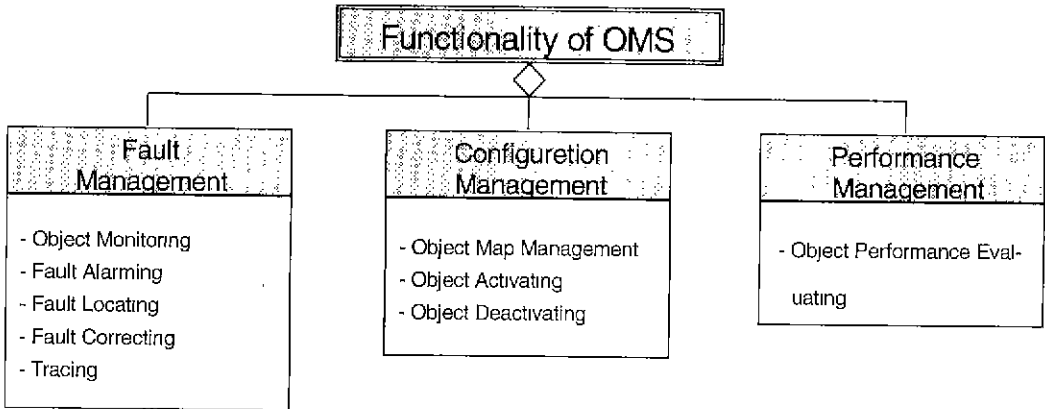 Functionality of OMS
Fault
Management
- Object Monitoring
- Fault Alarming
- Fault Locating
- Fault Correcting
- Tracing
Configuretion
Management
- Object Map Management
- Object Activating
- Object Deactivating
Performance
Management
- Object Performance Eval-
uating